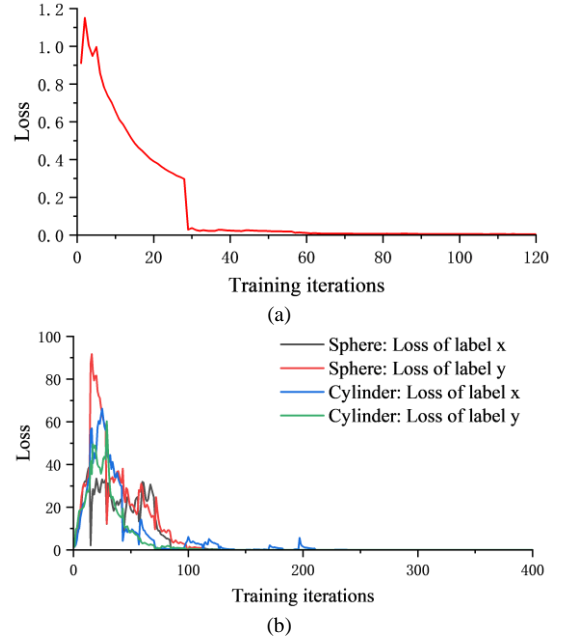 1.2
1.0
0.8
0.6
0.4
0.2
0.0
Loss
0 20 40 60 80 100 120
Training iterations
(a)
100
80
60
40
20
0
Loss
Sphere: Loss of label x
Sphere: Loss of label y
Cylinder: Loss of label x
Cylinder: Loss of label y
0 100 200 300 400
Training iterations
(b)